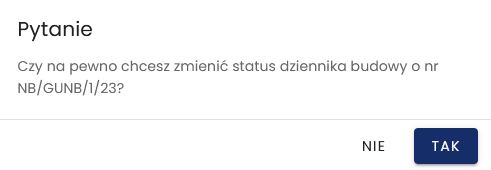 Pytanie
Czy na pewno chcesz zmienić status dziennika budowy o nr
NB/GUNB/1/23?
NIE TAK